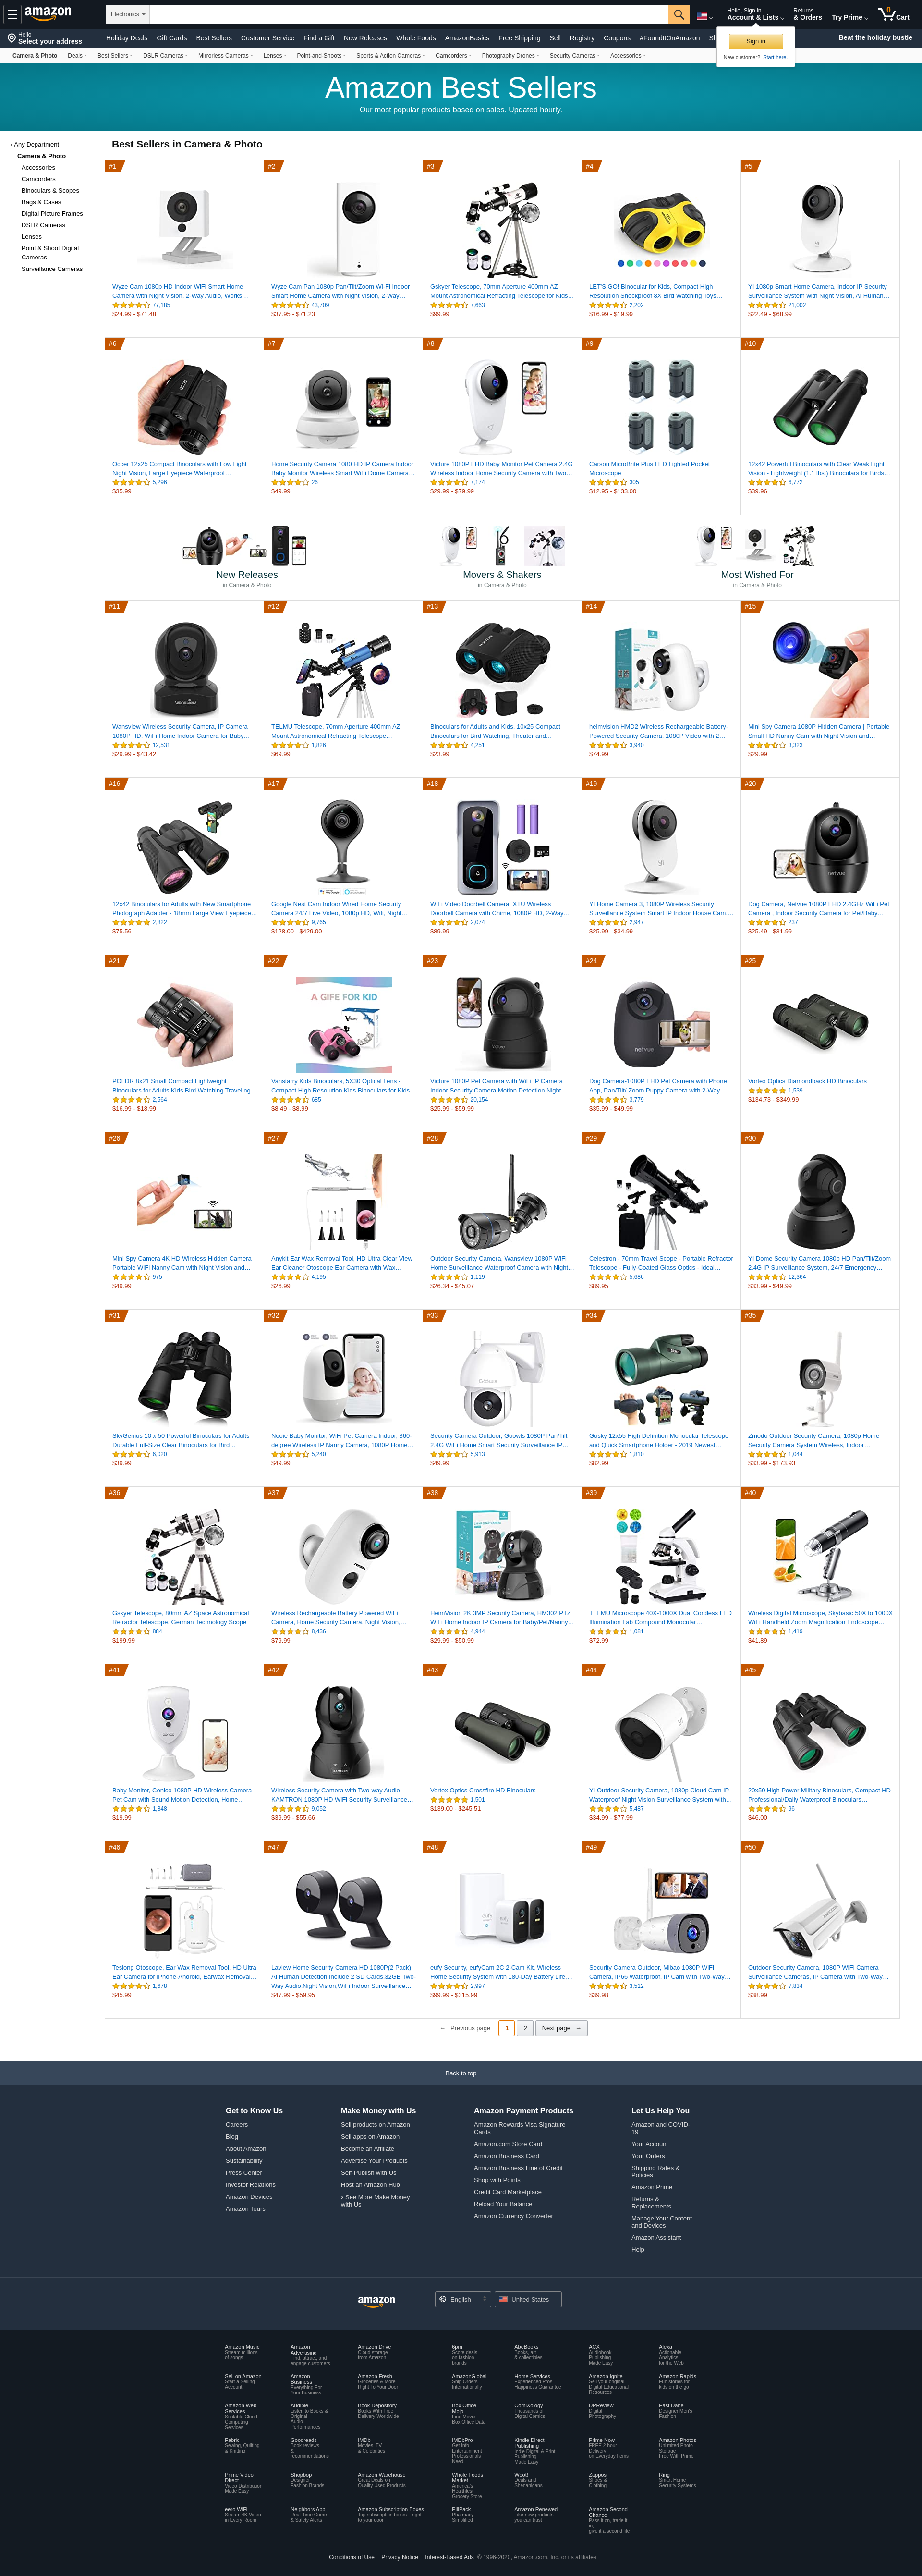 amazon
Electronics
Hello, Sign in
Account & Lists
Returns
& Orders
Try Prime
0
Cart
Hello
Select your address
Holiday Deals Gift Cards Best Sellers Customer Service Find a Gift New Releases Whole Foods AmazonBasics Free Shipping Sell Registry Coupons #FoundItOnAmazon
Beat the holiday bustle
Sign in
New customer? Start here.
Camera & Photo Deals Best Sellers DSLR Cameras Mirrorless Cameras Lenses Point-and-Shoots Sports & Action Cameras Camcorders Photography Drones Security Cameras Accessories
Amazon Best Sellers
Our most popular products based on sales. Updated hourly.
‹ Any Department
Camera & Photo
Accessories
Camcorders
Binoculars & Scopes
Bags & Cases
Digital Picture Frames
DSLR Cameras
Lenses
Point & Shoot Digital
Cameras
Surveillance Cameras
Best Sellers in Camera & Photo
#1
Wyze Cam 1080p HD Indoor WiFi Smart Home
Camera with Night Vision, 2-Way Audio, Works…
77,185
$24.99 - $71.48
#2
Wyze Cam Pan 1080p Pan/Tilt/Zoom Wi-Fi Indoor
Smart Home Camera with Night Vision, 2-Way…
43,709
$37.95 - $71.23
#3
Gskyer Telescope, 70mm Aperture 400mm AZ
Mount Astronomical Refracting Telescope for Kids…
7,663
$99.99
#4
LET'S GO! Binocular for Kids, Compact High
Resolution Shockproof 8X Bird Watching Toys…
2,202
$16.99 - $19.99
#5
YI 1080p Smart Home Camera, Indoor IP Security
Surveillance System with Night Vision, AI Human…
21,002
$22.49 - $68.99
#6
Occer 12x25 Compact Binoculars with Low Light
Night Vision, Large Eyepiece Waterproof…
5,296
$35.99
#7
Home Security Camera 1080 HD IP Camera Indoor
Baby Monitor Wireless Smart WiFi Dome Camera…
26
$49.99
#8
Victure 1080P FHD Baby Monitor Pet Camera 2.4G
Wireless Indoor Home Security Camera with Two…
7,174
$29.99 - $79.99
#9
Carson MicroBrite Plus LED Lighted Pocket
Microscope
305
$12.95 - $133.00
#10
12x42 Powerful Binoculars with Clear Weak Light
Vision - Lightweight (1.1 lbs.) Binoculars for Birds…
6,772
$39.96
New Releases
in Camera & Photo
Movers & Shakers
in Camera & Photo
Most Wished For
in Camera & Photo
#11
Wansview Wireless Security Camera, IP Camera
1080P HD, WiFi Home Indoor Camera for Baby…
12,531
$29.99 - $43.42
#12
TELMU Telescope, 70mm Aperture 400mm AZ
Mount Astronomical Refracting Telescope…
1,826
$69.99
#13
Binoculars for Adults and Kids, 10x25 Compact
Binoculars for Bird Watching, Theater and…
4,251
$23.99
#14
heimvision HMD2 Wireless Rechargeable Battery-
Powered Security Camera, 1080P Video with 2…
3,940
$74.99
#15
Mini Spy Camera 1080P Hidden Camera | Portable
Small HD Nanny Cam with Night Vision and…
3,323
$29.99
#16
12x42 Binoculars for Adults with New Smartphone
Photograph Adapter - 18mm Large View Eyepiece…
2,822
$75.56
#17
Google Nest Cam Indoor Wired Home Security
Camera 24/7 Live Video, 1080p HD, Wifi, Night…
9,765
$128.00 - $429.00
#18
WiFi Video Doorbell Camera, XTU Wireless
Doorbell Camera with Chime, 1080P HD, 2-Way…
2,074
$89.99
#19
YI Home Camera 3, 1080P Wireless Security
Surveillance System Smart IP Indoor House Cam,…
2,947
$25.99 - $34.99
#20
netvue
Dog Camera, Netvue 1080P FHD 2.4GHz WiFi Pet
Camera , Indoor Security Camera for Pet/Baby…
237
$25.49 - $31.99
#21
POLDR 8x21 Small Compact Lightweight
Binoculars for Adults Kids Bird Watching Traveling…
2,564
$16.99 - $18.99
#22
A GIFE FOR KID
Vanstarry Kids Binoculars, 5X30 Optical Lens -
Compact High Resolution Kids Binoculars for Kids…
685
$8.49 - $8.99
#23
Victure
Victure 1080P Pet Camera with WiFi IP Camera
Indoor Security Camera Motion Detection Night…
20,154
$25.99 - $59.99
#24
netvue
Dog Camera-1080P FHD Pet Camera with Phone
App, Pan/Tilt/ Zoom Puppy Camera with 2-Way…
3,779
$35.99 - $49.99
#25
Vortex Optics Diamondback HD Binoculars
1,539
$134.73 - $349.99
#26
Mini Spy Camera 4K HD Wireless Hidden Camera
Portable WiFi Nanny Cam with Night Vision and…
975
$49.99
#27
Anykit Ear Wax Removal Tool, HD Ultra Clear View
Ear Cleaner Otoscope Ear Camera with Wax…
4,195
$26.99
#28
Outdoor Security Camera, Wansview 1080P WiFi
Home Surveillance Waterproof Camera with Night…
1,119
$26.34 - $45.07
#29
Celestron - 70mm Travel Scope - Portable Refractor
Telescope - Fully-Coated Glass Optics - Ideal…
5,686
$89.95
#30
YI Dome Security Camera 1080p HD Pan/Tilt/Zoom
2.4G IP Surveillance System, 24/7 Emergency…
12,364
$33.99 - $49.99
#31
SkyGenius 10 x 50 Powerful Binoculars for Adults
Durable Full-Size Clear Binoculars for Bird…
6,020
$39.99
#32
Nooie Baby Monitor, WiFi Pet Camera Indoor, 360-
degree Wireless IP Nanny Camera, 1080P Home…
5,240
$49.99
#33
Security Camera Outdoor, Goowls 1080P Pan/Tilt
2.4G WiFi Home Smart Security Surveillance IP…
5,913
$49.99
#34
Gosky 12x55 High Definition Monocular Telescope
and Quick Smartphone Holder - 2019 Newest…
1,810
$82.99
#35
Zmodo Outdoor Security Camera, 1080p Home
Security Camera System Wireless, Indoor…
1,044
$33.99 - $173.93
#36
Gskyer Telescope, 80mm AZ Space Astronomical
Refractor Telescope, German Technology Scope
884
$199.99
#37
Wireless Rechargeable Battery Powered WiFi
Camera, Home Security Camera, Night Vision,…
8,436
$79.99
#38
HeimVision 2K 3MP Security Camera, HM302 PTZ
WiFi Home Indoor IP Camera for Baby/Pet/Nanny…
4,944
$29.99 - $50.99
#39
TELMU Microscope 40X-1000X Dual Cordless LED
Illumination Lab Compound Monocular…
1,081
$72.99
#40
Wireless Digital Microscope, Skybasic 50X to 1000X
WiFi Handheld Zoom Magnification Endoscope…
1,419
$41.89
#41
Baby Monitor, Conico 1080P HD Wireless Camera
Pet Cam with Sound Motion Detection, Home…
1,848
$19.99
#42
Wireless Security Camera with Two-way Audio -
KAMTRON 1080P HD WiFi Security Surveillance…
9,052
$39.99 - $55.66
#43
Vortex Optics Crossfire HD Binoculars
1,501
$139.00 - $245.51
#44
YI Outdoor Security Camera, 1080p Cloud Cam IP
Waterproof Night Vision Surveillance System with…
5,487
$34.99 - $77.99
#45
20x50 High Power Military Binoculars, Compact HD
Professional/Daily Waterproof Binoculars…
96
$46.00
#46
Teslong Otoscope, Ear Wax Removal Tool, HD Ultra
Ear Camera for iPhone-Android, Earwax Removal…
1,678
$45.99
#47
Laview Home Security Camera HD 1080P(2 Pack)
AI Human Detection,Include 2 SD Cards,32GB Two-
Way Audio,Night Vision,WiFi Indoor Surveillance…
$47.99 - $59.95
#48
eufy Security, eufyCam 2C 2-Cam Kit, Wireless
Home Security System with 180-Day Battery Life,…
2,997
$99.99 - $315.99
#49
Security Camera Outdoor, Mibao 1080P WiFi
Camera, IP66 Waterproof, IP Cam with Two-Way…
3,512
$39.98
#50
Outdoor Security Camera, 1080P WiFi Camera
Surveillance Cameras, IP Camera with Two-Way…
7,834
$38.99
← Previous page 1 2 Next page →
Back to top
Get to Know Us
Careers
Blog
About Amazon
Sustainability
Press Center
Investor Relations
Amazon Devices
Amazon Tours
Make Money with Us
Sell products on Amazon
Sell apps on Amazon
Become an Affiliate
Advertise Your Products
Self-Publish with Us
Host an Amazon Hub
› See More Make Money
with Us
Amazon Payment Products
Amazon Rewards Visa Signature
Cards
Amazon.com Store Card
Amazon Business Card
Amazon Business Line of Credit
Shop with Points
Credit Card Marketplace
Reload Your Balance
Amazon Currency Converter
Let Us Help You
Amazon and COVID-
19
Your Account
Your Orders
Shipping Rates &
Policies
Amazon Prime
Returns &
Replacements
Manage Your Content
and Devices
Amazon Assistant
Help
amazon
English
United States
Amazon Music
Stream millions
of songs
Amazon
Advertising
Find, attract, and
engage customers
Amazon Drive
Cloud storage
from Amazon
6pm
Score deals
on fashion
brands
AbeBooks
Books, art
& collectibles
ACX
Audiobook
Publishing
Made Easy
Alexa
Actionable
Analytics
for the Web
Sell on Amazon
Start a Selling
Account
Amazon
Business
Everything For
Your Business
Amazon Fresh
Groceries & More
Right To Your Door
AmazonGlobal
Ship Orders
Internationally
Home Services
Experienced Pros
Happiness Guarantee
Amazon Ignite
Sell your original
Digital Educational
Resources
Amazon Rapids
Fun stories for
kids on the go
Amazon Web
Services
Scalable Cloud
Computing
Services
Audible
Listen to Books &
Original
Audio
Performances
Book Depository
Books With Free
Delivery Worldwide
Box Office
Mojo
Find Movie
Box Office Data
ComiXology
Thousands of
Digital Comics
DPReview
Digital
Photography
East Dane
Designer Men's
Fashion
Fabric
Sewing, Quilting
& Knitting
Goodreads
Book reviews
&
recommendations
IMDb
Movies, TV
& Celebrities
IMDbPro
Get Info
Entertainment
Professionals
Need
Kindle Direct
Publishing
Indie Digital & Print
Publishing
Made Easy
Prime Now
FREE 2-hour
Delivery
on Everyday Items
Amazon Photos
Unlimited Photo
Storage
Free With Prime
Prime Video
Direct
Video Distribution
Made Easy
Shopbop
Designer
Fashion Brands
Amazon Warehouse
Great Deals on
Quality Used Products
Whole Foods
Market
America's
Healthiest
Grocery Store
Woot!
Deals and
Shenanigans
Zappos
Shoes &
Clothing
Ring
Smart Home
Security Systems
eero WiFi
Stream 4K Video
in Every Room
Neighbors App
Real-Time Crime
& Safety Alerts
Amazon Subscription Boxes
Top subscription boxes – right
to your door
PillPack
Pharmacy
Simplified
Amazon Renewed
Like-new products
you can trust
Amazon Second
Chance
Pass it on, trade it
in,
give it a second life
Conditions of Use Privacy Notice Interest-Based Ads © 1996-2020, Amazon.com, Inc. or its affiliates